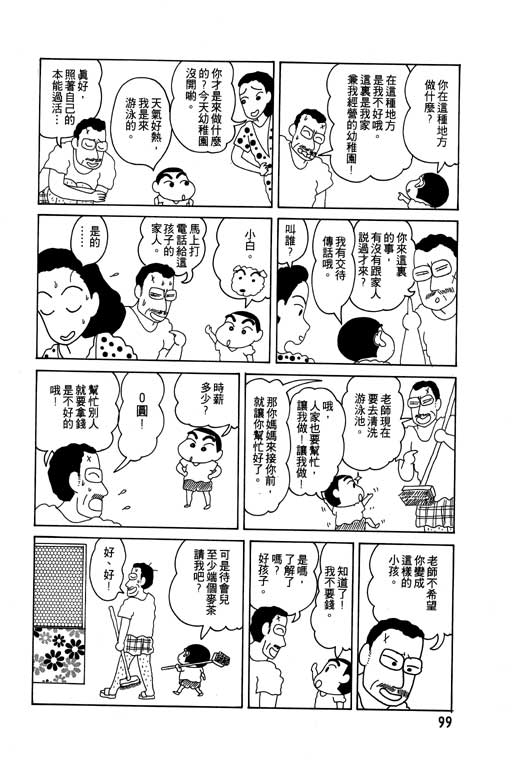 你在這種地方
做什麼？
在這種地方
是我不好哦。
這裏是我家
兼我經營的幼稚園！
你才是來做什麼
的？今天幼稚園
沒開喲。
天氣好熱，
我是來
游泳的。
真好，
照著自己的
本能過活…
你來這裏
的事，
有沒有跟家人
説過才來？
我有交待
傳話哦。
叫誰？
小白。
馬上打
電話給這
孩子的
家人。
是的
……
老師現在
要去清洗
游泳池。
哦，
人家也要幫忙，
讓我做！讓我做！
那你媽媽來接你前，
就讓你幫忙好了。
時薪
多少？
0圓！
幫忙別人
就要拿錢
是不好的
哦！
老師不希望
你變成
這樣的
小孩。
知道了！
我不要錢。
是嗎，
了解了
嗎？
好孩子。
可是待會兒
至少端個麥茶
請我吧？
好、好！
99